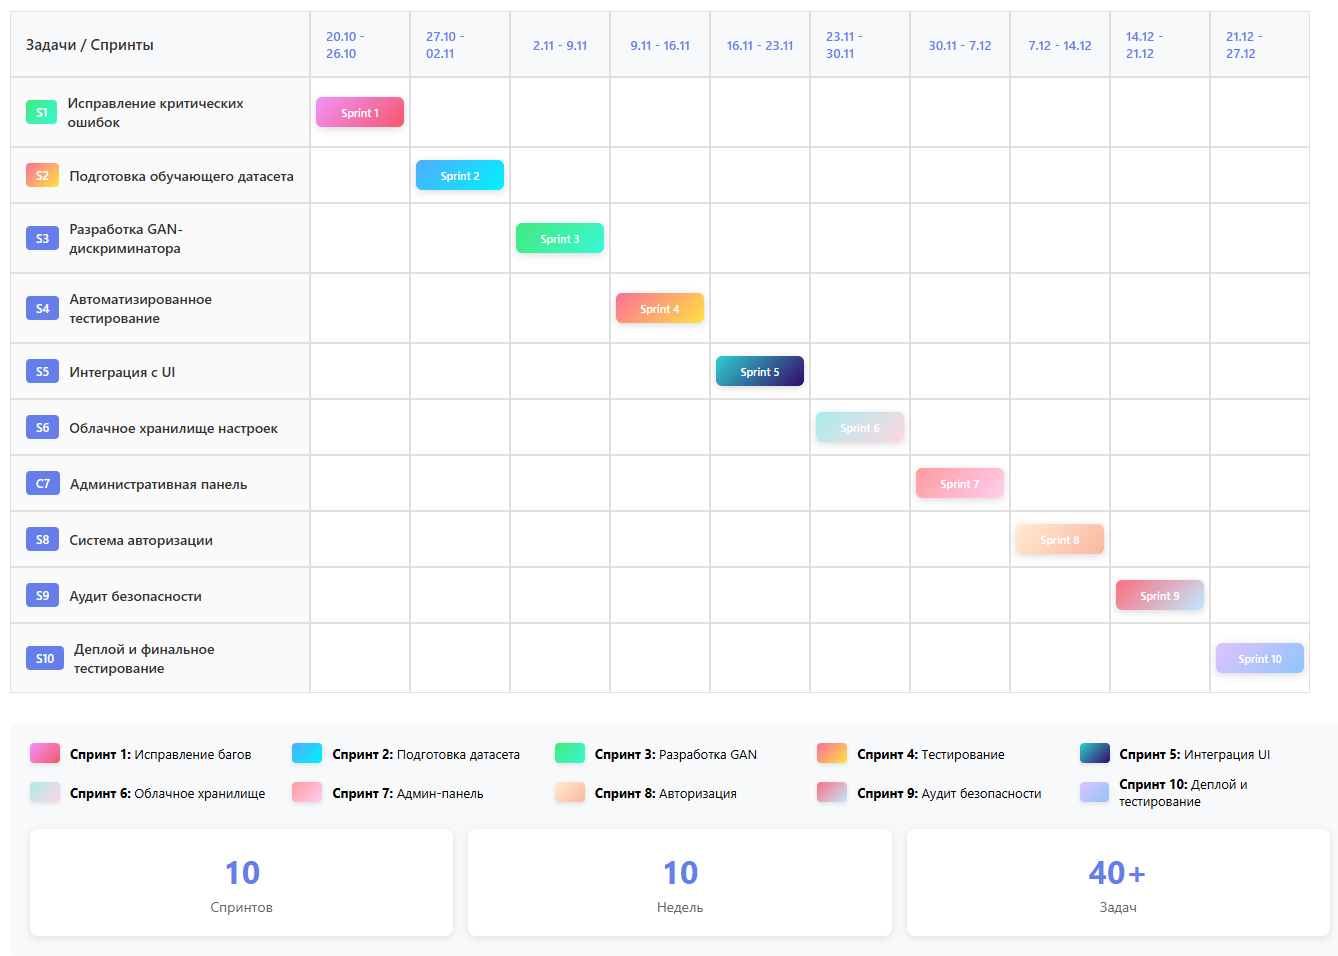 Задачи / Спринты
20.10 -
26.10
27.10 -
02.11
2.11 - 9.11
9.11 - 16.11
16.11 - 23.11
23.11 -
30.11
30.11 - 7.12
7.12 - 14.12
14.12 -
21.12
21.12 -
27.12
S1
Исправление критических
ошибок
Sprint 1
S2
Подготовка обучающего датасета
Sprint 2
S3
Разработка GAN-
дискриминатора
Sprint 3
S4
Автоматизированное
тестирование
Sprint 4
S5
Интеграция с UI
Sprint 5
S6
Облачное хранилище настроек
Sprint 6
С7
Административная панель
Sprint 7
S8
Система авторизации
Sprint 8
S9
Аудит безопасности
Sprint 9
S10
Деплой и финальное
тестирование
Sprint 10
Спринт 1: Исправление багов
Спринт 2: Подготовка датасета
Спринт 3: Разработка GAN
Спринт 4: Тестирование
Спринт 5: Интеграция UI
Спринт 6: Облачное хранилище
Спринт 7: Админ-панель
Спринт 8: Авторизация
Спринт 9: Аудит безопасности
Спринт 10: Деплой и
тестирование
10
Спринтов
10
Недель
40+
Задач